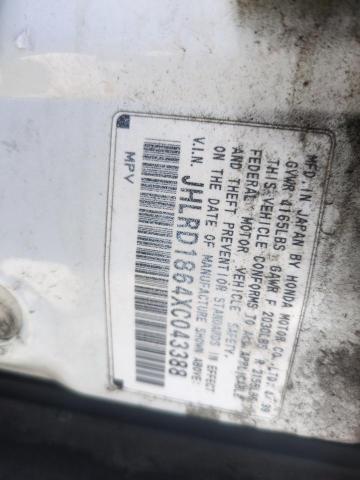 MFD. IN JAPAN BY HONDA MOTOR CO., LTD.
GVWR 4165LBS GAWR F 2030LBS R
THIS VEHICLE CONFORMS TO ALL APPLICABLE
FEDERAL MOTOR VEHICLE SAFETY
AND THEFT PREVENTION STANDARDS IN EFFECT
ON THE DATE OF MANUFACTURE SHOWN ABOVE.
V.I.N. JHLRD1864XC043388
MPV